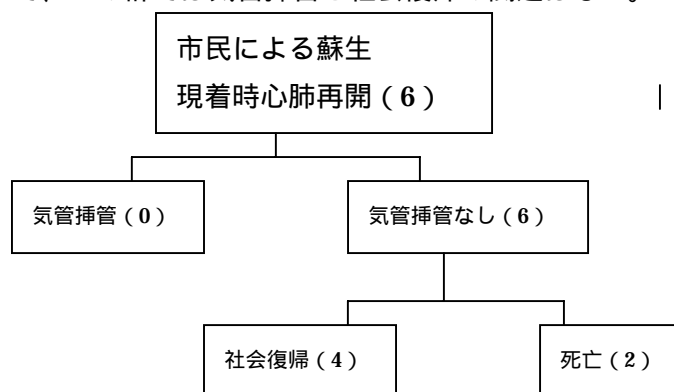 市民による蘇生
現着時心肺再開（6）
気管挿管（0）
気管挿管なし（6）
社会復帰（4）
死亡（2）